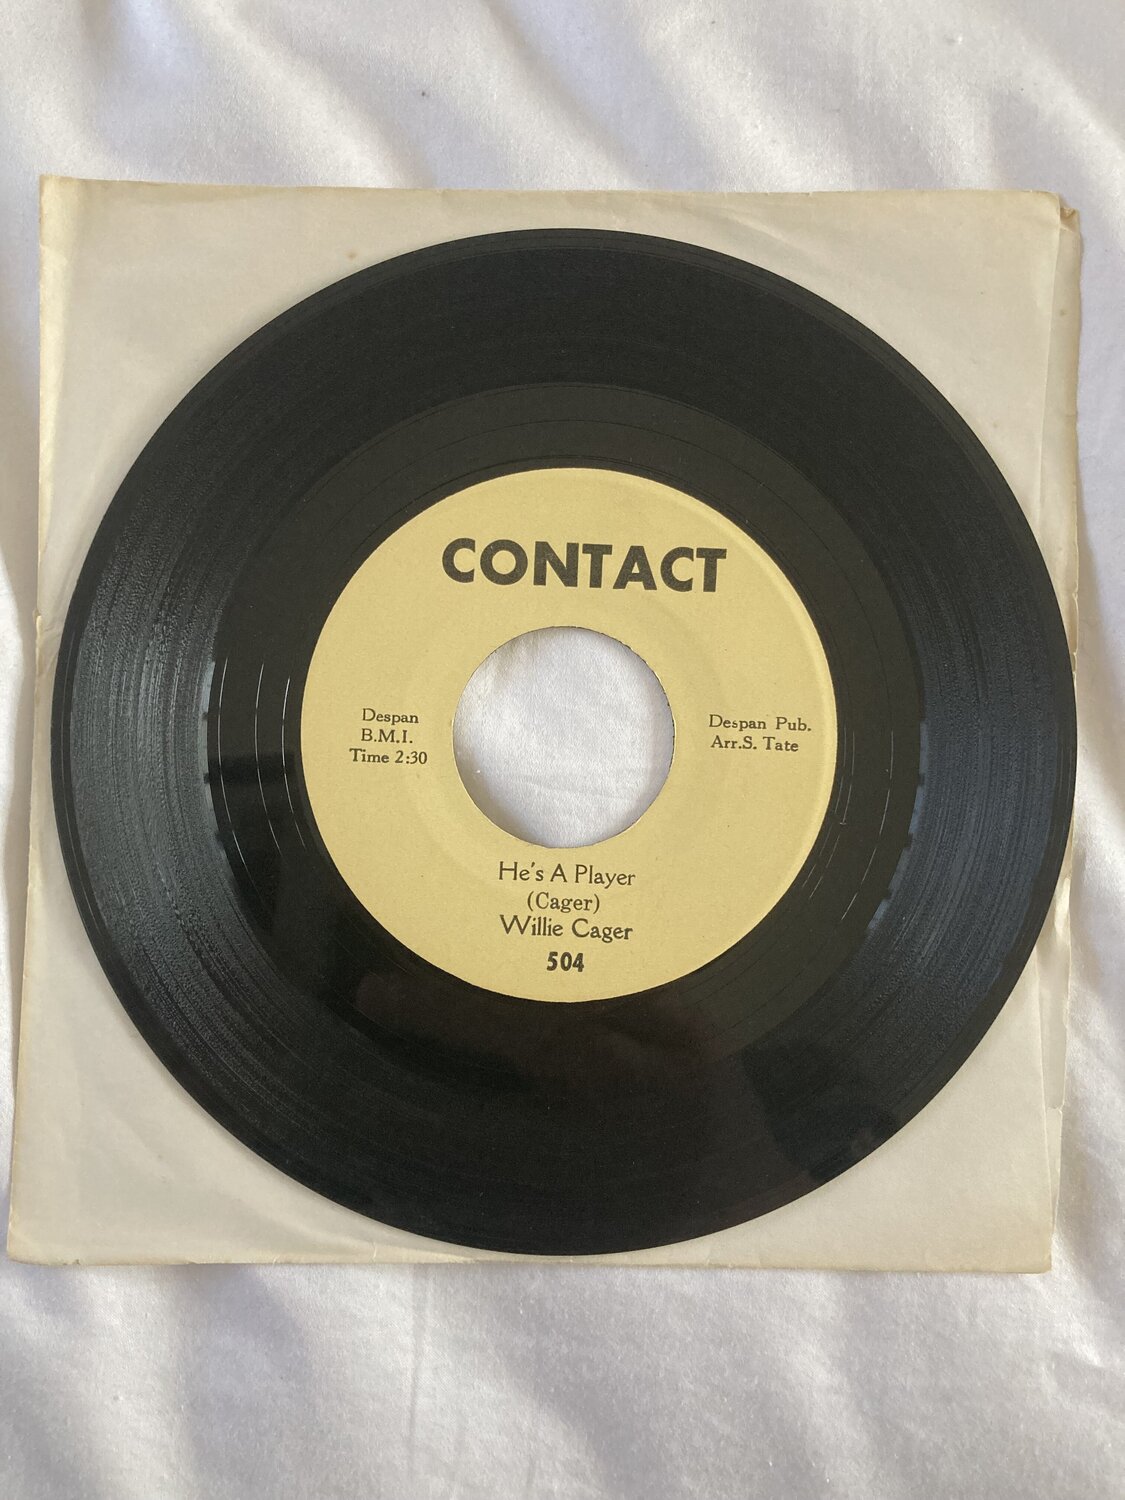 CONTACT
Despan
B.M.I.
Time 2:30
Despan Pub.
Arr.S. Tate
He's A Player
(Cager)
Willie Cager
504